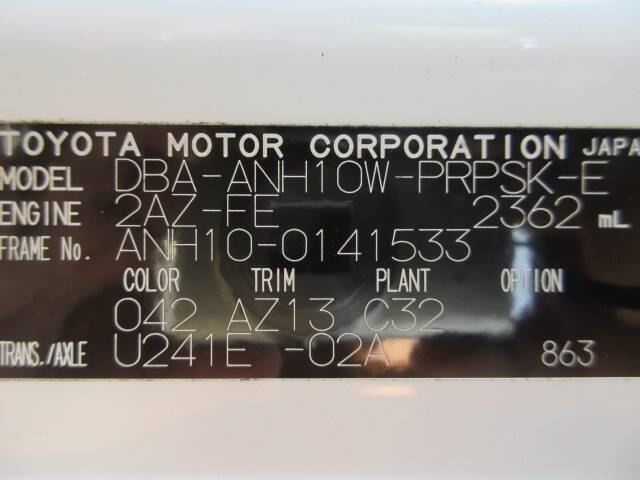 TOYOTA MOTOR CORPORATION JAPA
MODEL DBA-ANH10W-PRPSK-E
ENGINE 2AZ-FE 2362 mL
FRAME No. ANH10-0141533
COLOR TRIM PLANT OPTION
042 AZ13 C32
TRANS./AXLE U241E -02A 863